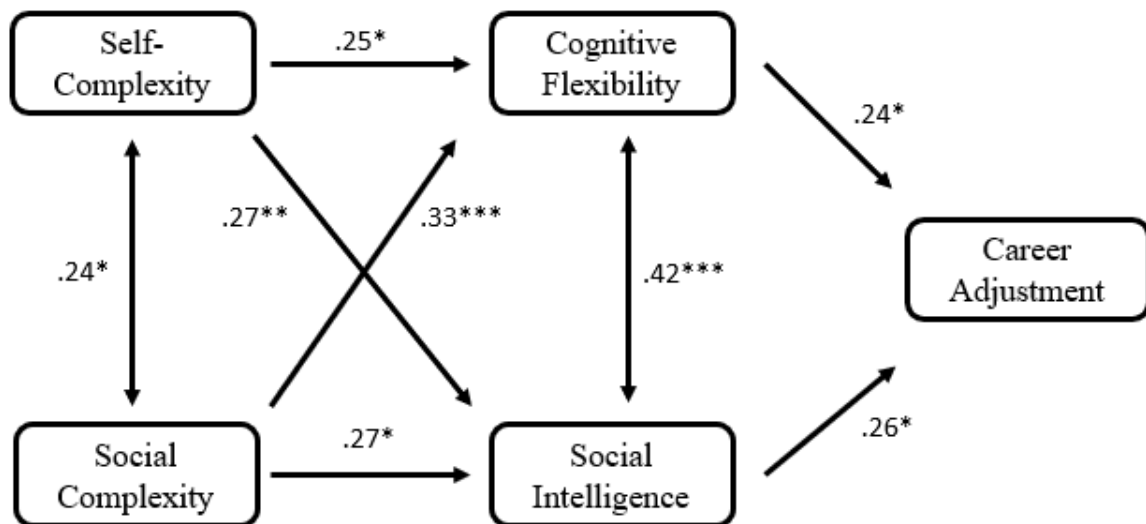 Self-
Complexity
.25*
Cognitive
Flexibility
.24*
.27**
.33***
.24*
.42***
Career
Adjustment
Social
Complexity
.27*
Social
Intelligence
.26*